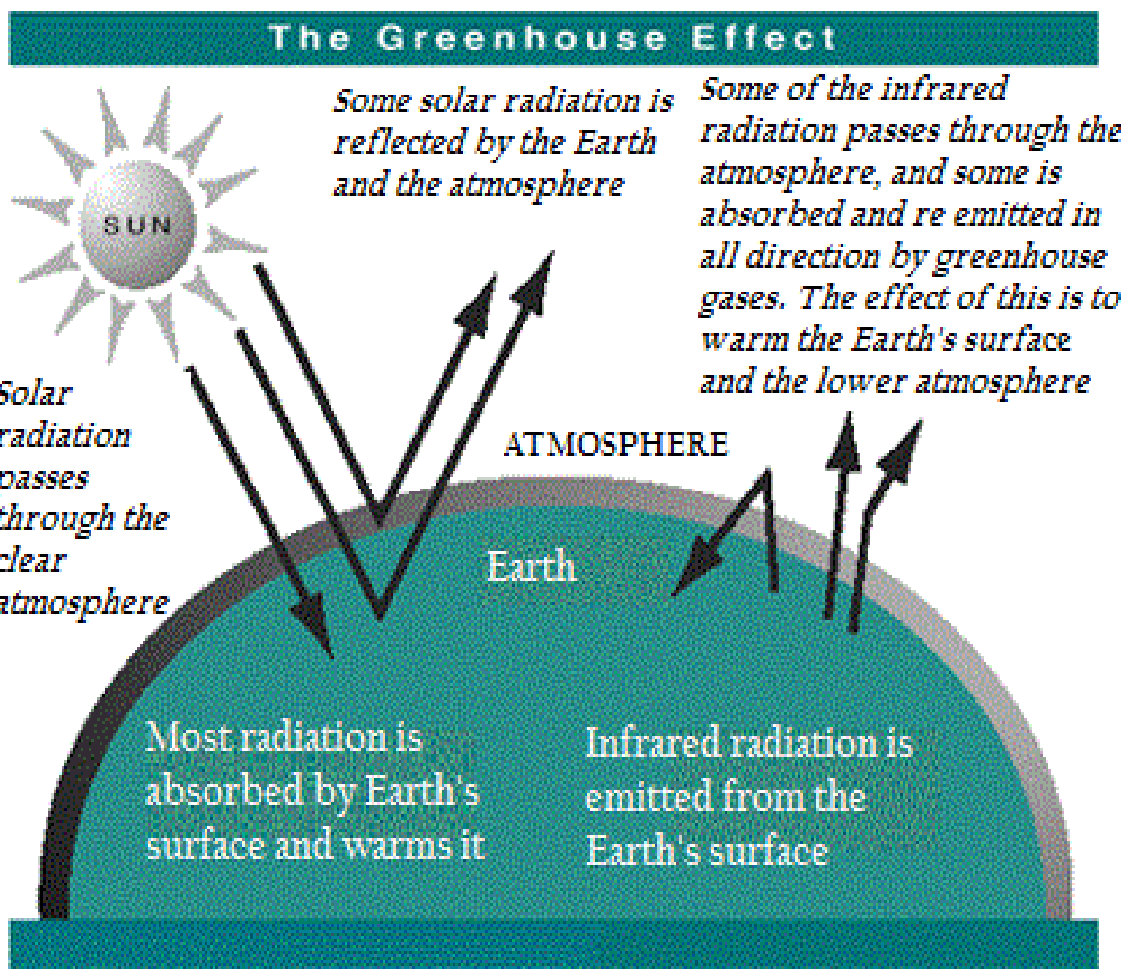 The Greenhouse Effect
SUN
Some solar radiation is
reflected by the Earth
and the atmosphere
Some of the infrared
radiation passes through the
atmosphere, and some is
absorbed and re emitted in
all direction by greenhouse
gases. The effect of this is to
warm the Earth's surface
and the lower atmosphere
Solar
radiation
passes
through the
clear
atmosphere
ATMOSPHERE
Earth
Most radiation is
absorbed by Earth's
surface and warms it
Infrared radiation is
emitted from the
Earth's surface